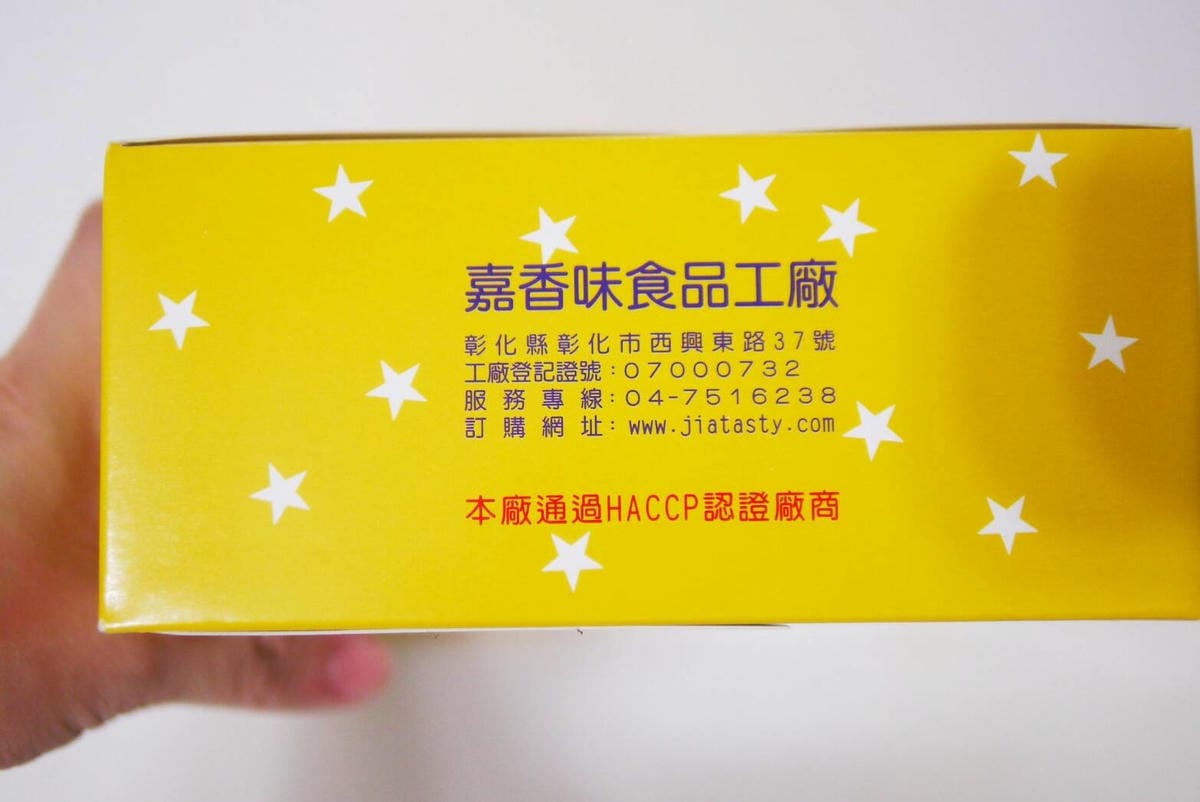 嘉香味食品工廠
彰化縣彰化市西興東路37號
工廠登記證號:07000732
服務專線:04-7516238
訂購網址:www.jiatasty.com
本廠通過HACCP認證廠商